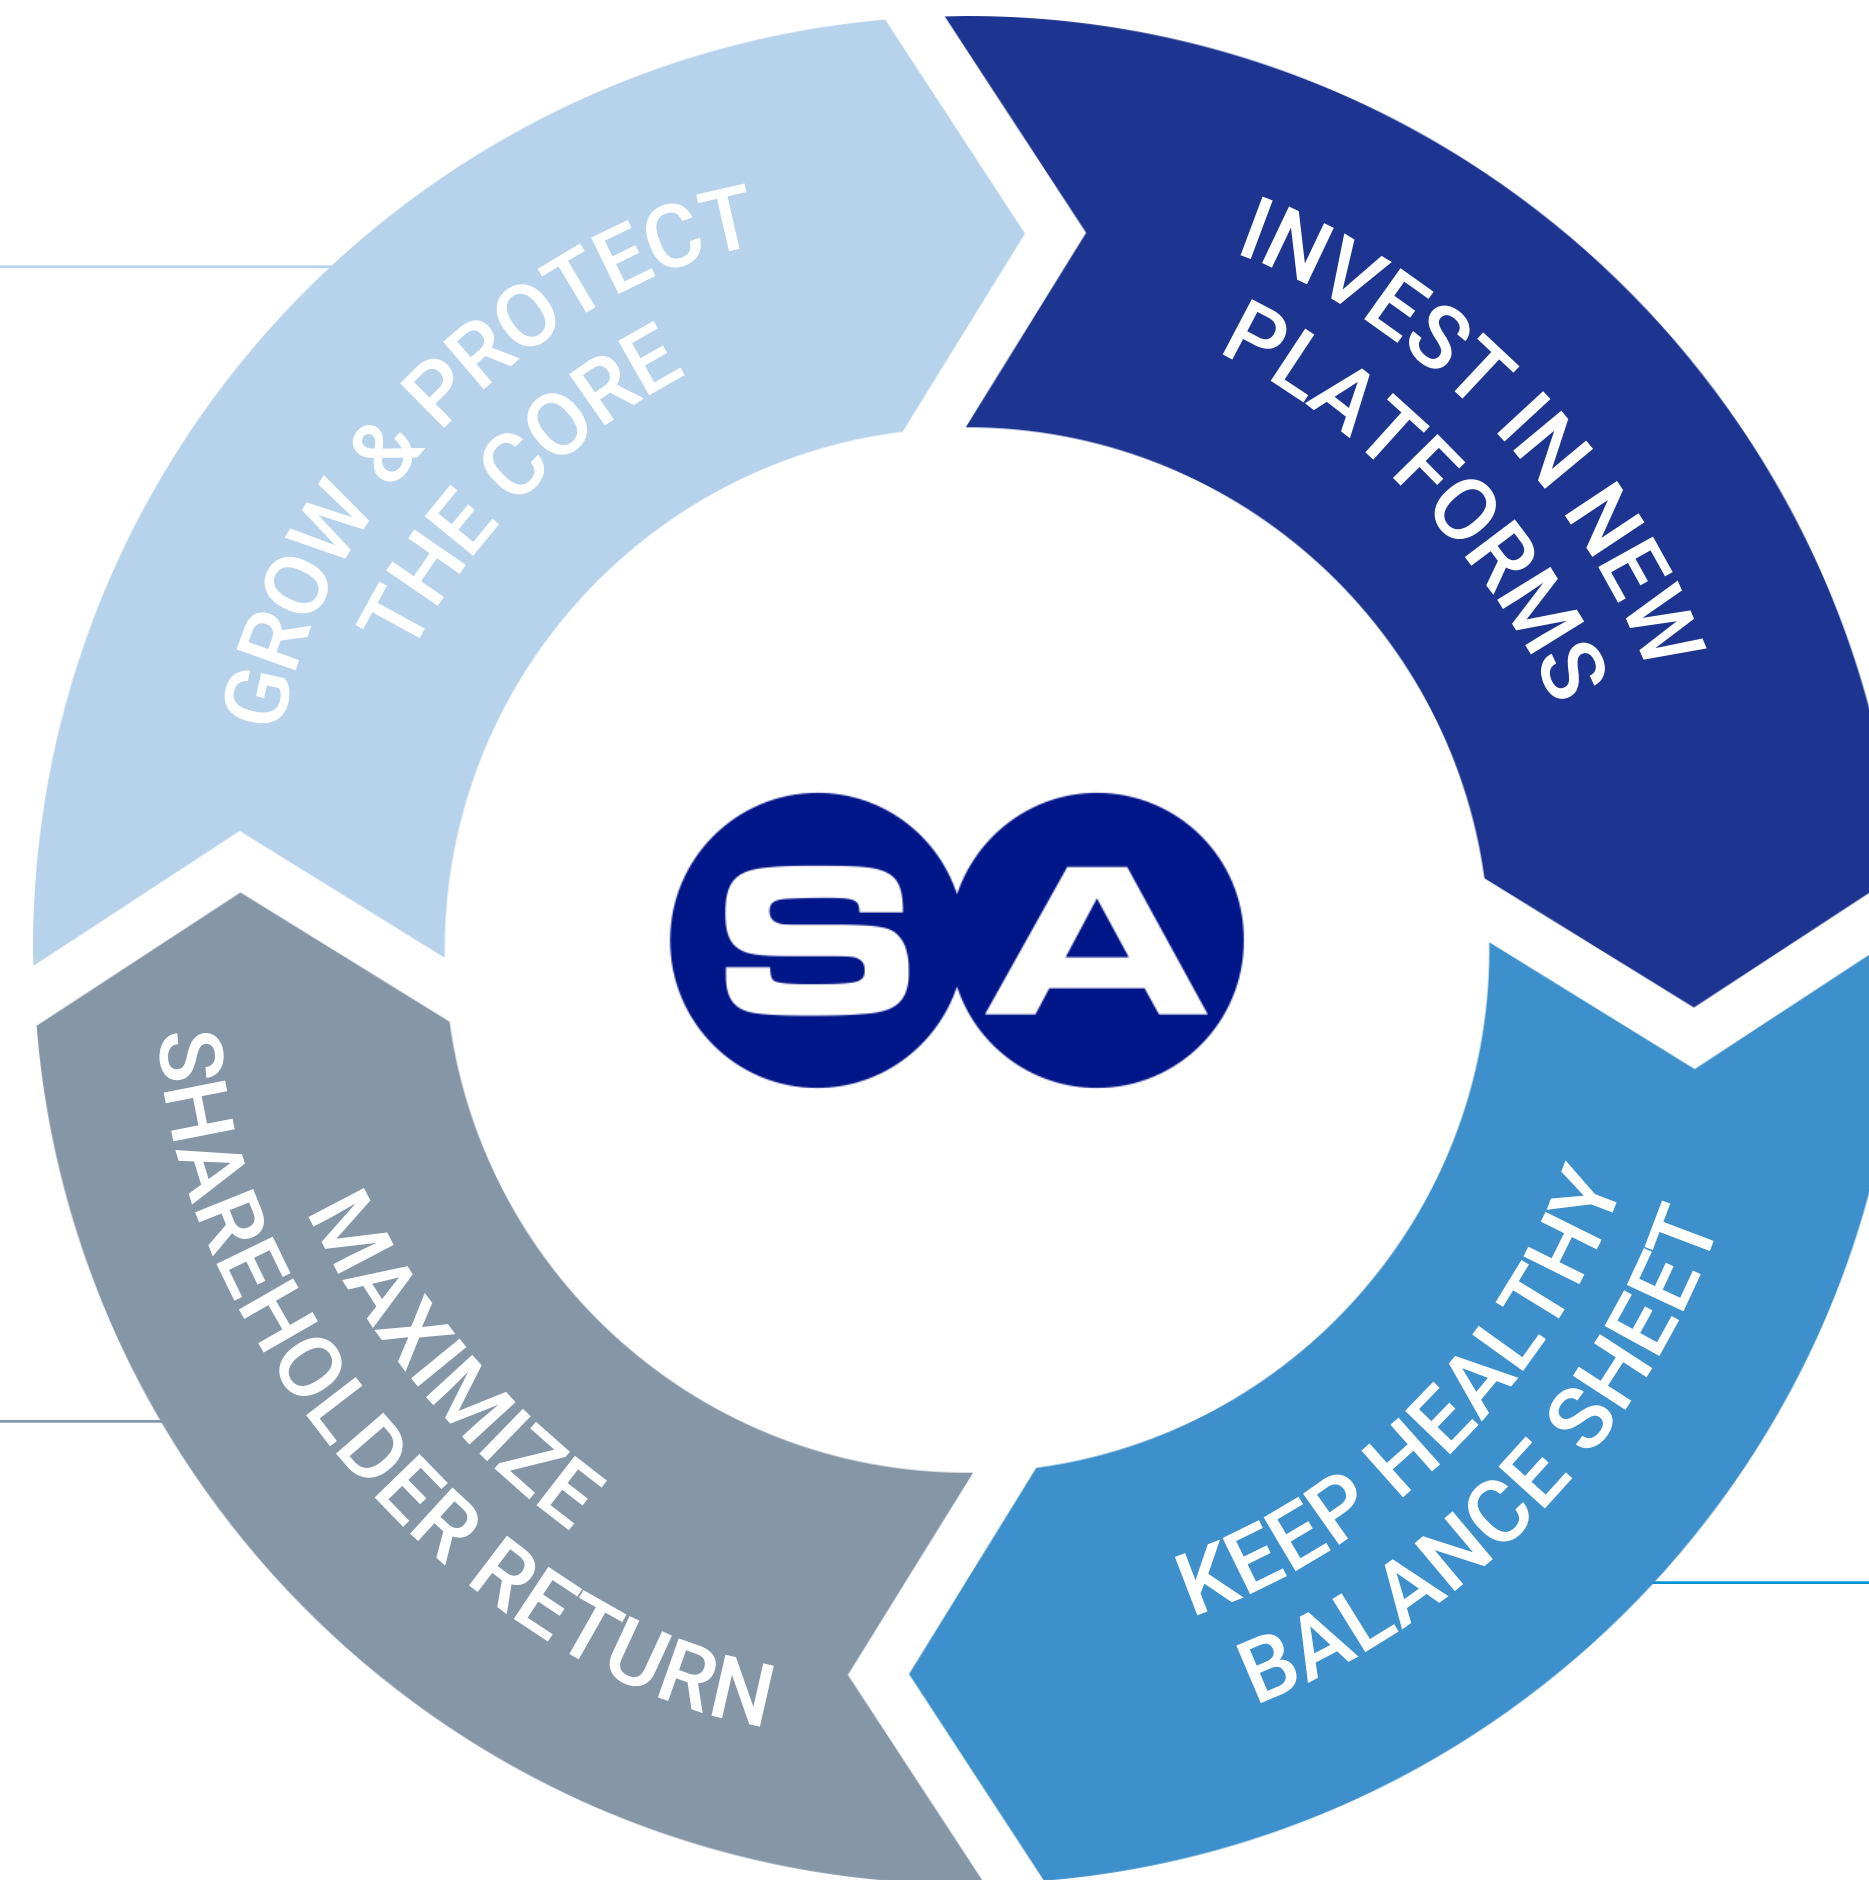 GROW & PROTECT
THE CORE
INVEST IN NEW
PLATFORMS
SA
KEEP HEALTHY
BALANCE SHEET
MAXIMIZE
SHAREHOLDER RETURN